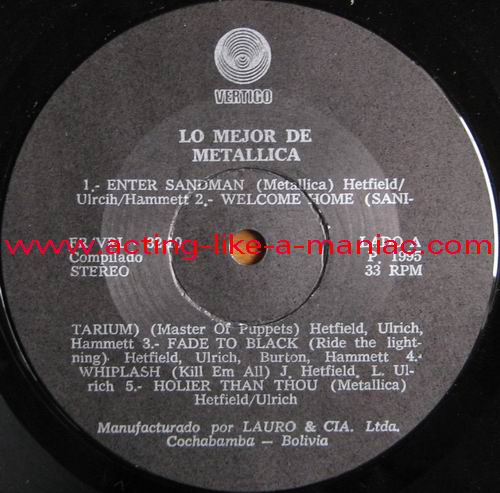 VERTIGO
LO MEJOR DE
METALLICA
1.- ENTER SANDMAN (Metallica) Hetfield/
Ulrcih/Hammett 2.- WELCOME HOME (SANI-
www.acting-like-a-maniac.com
LADO A
Compilado P. 1995
STEREO 33 RPM
TARIUM) (Master Of Puppets) Hetfield, Ulrich,
Hammett 3.- FADE TO BLACK (Ride the light-
ning) Hetfield, Ulrich, Burton, Hammett 4.-
WHIPLASH (Kill Em All) J, Hetfield, L. Ul-
rich 5.- HOLIER THAN THOU (Metallica)
Hetfield/Ulrich
Manufacturado por LAURO & CIA. Ltda,
Cochabamba — Bolivia